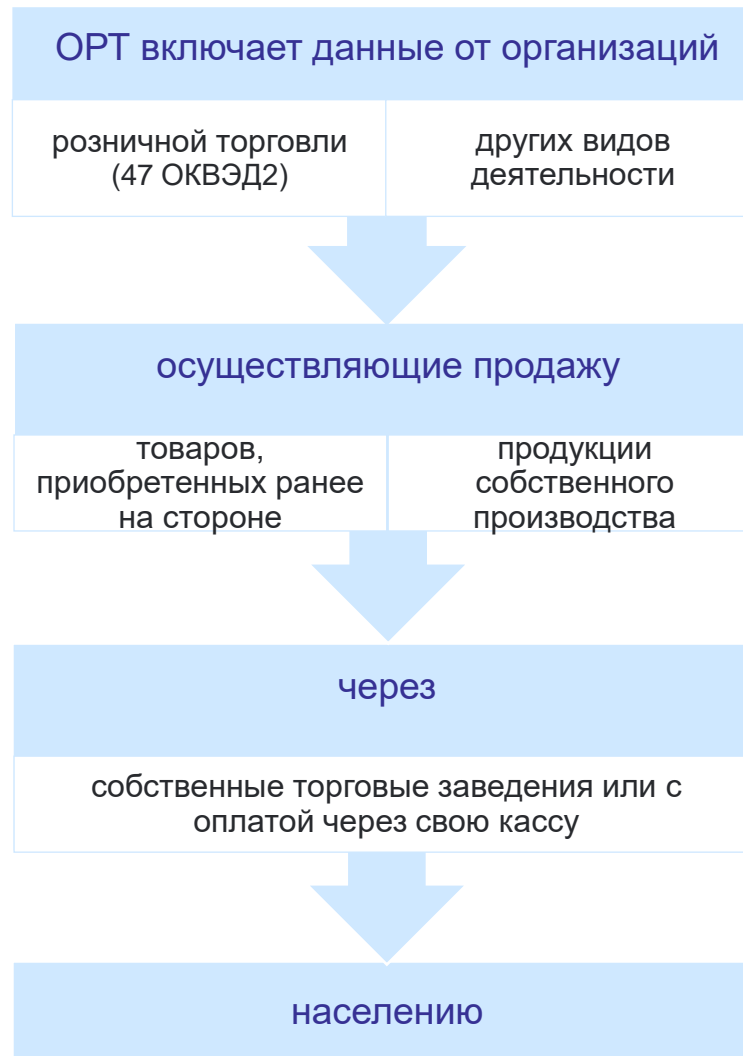 ОРТ включает данные от организаций
розничной торговли
(47 ОКВЭД2)
других видов
деятельности
осуществляющие продажу
товаров,
приобретенных ранее
на стороне
продукции
собственного
производства
через
собственные торговые заведения или с
оплатой через свою кассу
населению